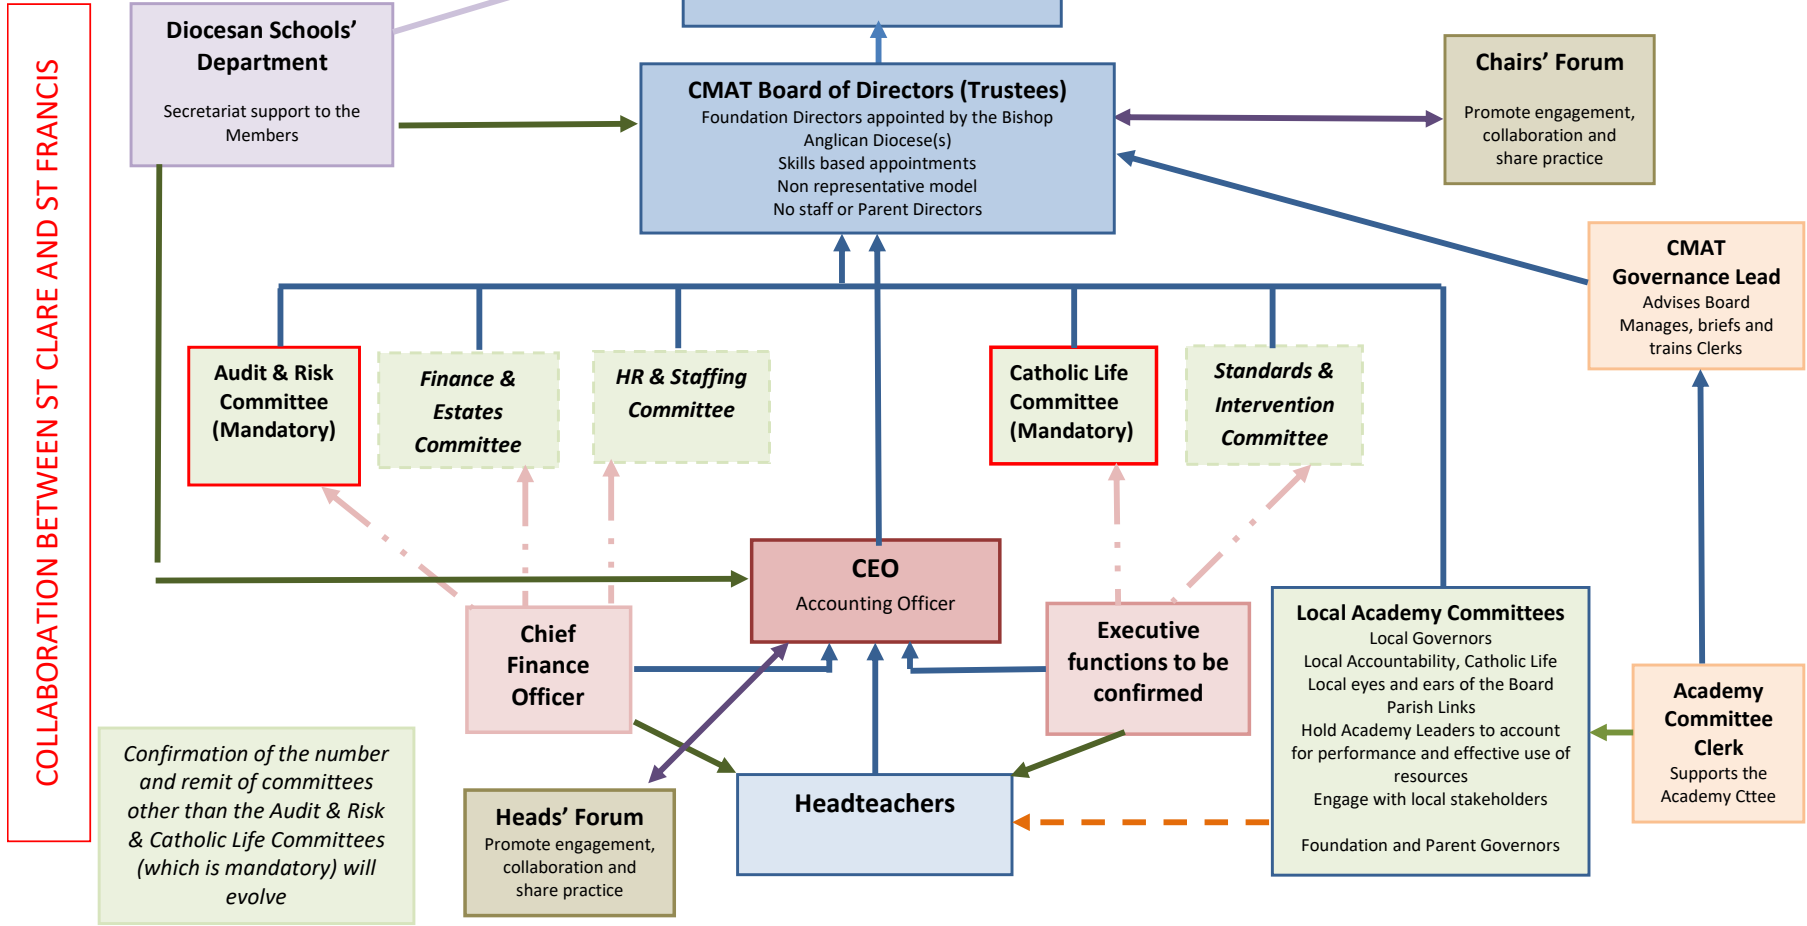 COLLABORATION BETWEEN ST CLARE AND ST FRANCIS
Diocesan Schools’
Department
Secretariat support to the
Members
CMAT Board of Directors (Trustees)
Foundation Directors appointed by the Bishop
Anglican Diocese(s)
Skills based appointments
Non representative model
No staff or Parent Directors
Chairs’ Forum
Promote engagement,
collaboration and
share practice
CMAT
Governance Lead
Advises Board
Manages, briefs and
trains Clerks
Audit & Risk
Committee
(Mandatory)
Finance &
Estates
Committee
HR & Staffing
Committee
Catholic Life
Committee
(Mandatory)
Standards &
Intervention
Committee
CEO
Accounting Officer
Chief
Finance
Officer
Executive
functions to be
confirmed
Local Academy Committees
Local Governors
Local Accountability, Catholic Life
Local eyes and ears of the Board
Parish Links
Hold Academy Leaders to account
for performance and effective use of
resources
Engage with local stakeholders
Foundation and Parent Governors
Academy
Committee
Clerk
Supports the
Academy Cttee
Confirmation of the number
and remit of committees
other than the Audit & Risk
& Catholic Life Committees
(which is mandatory) will
evolve
Heads’ Forum
Promote engagement,
collaboration and
share practice
Headteachers